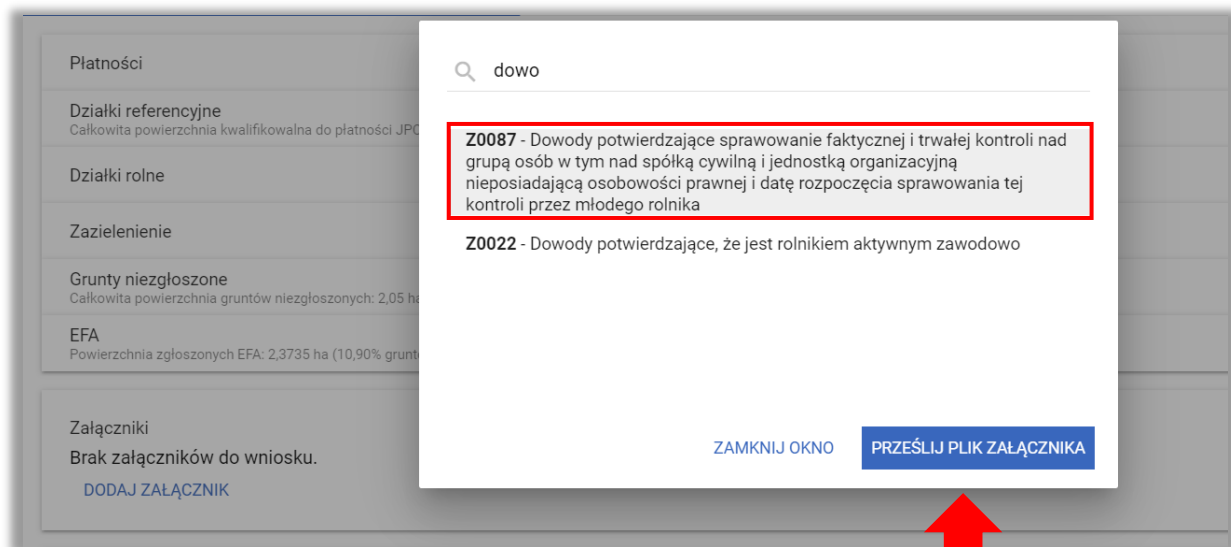 Płatności
Działki referencyjne
Całkowita powierzchnia kwalifikowalna do płatności
Działki rolne
Zazielenienie
Grunty niezgłoszone
Całkowita powierzchnia gruntów niezgłoszonych: 2,05
EFA
Powierzchnia zgłoszonych EFA: 2,3735 ha (10,90%
Załączniki
Brak załączników do wniosku.
DODAJ ZAŁĄCZNIK
dowo
Z0087 - Dowody potwierdzające sprawowanie faktycznej i trwałej kontroli nad
grupą osób w tym nad spółką cywilną i jednostką organizacyjną
nieposiadającą osobowości prawnej i datę rozpoczęcia sprawowania tej
kontroli przez młodego rolnika
Z0022 - Dowody potwierdzające, że jest rolnikiem aktywnym zawodowo
ZAMKNIJ OKNO
PRZEŚLIJ PLIK ZAŁĄCZNIKA